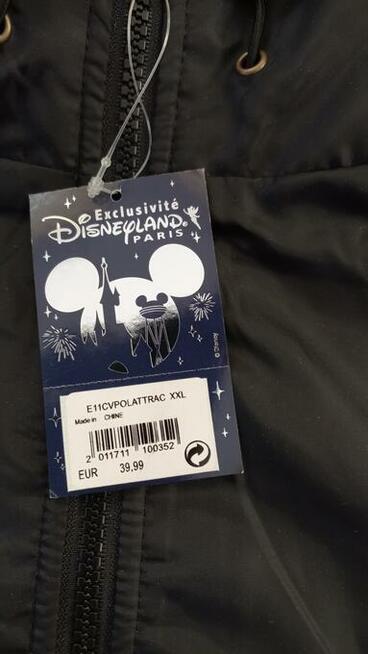 Exclusivité
DISNEYLAND®
PARIS
© Disney
E11CVPOLATTRAC XXL
Made in CHINE
2 011711 100352
EUR 39.99